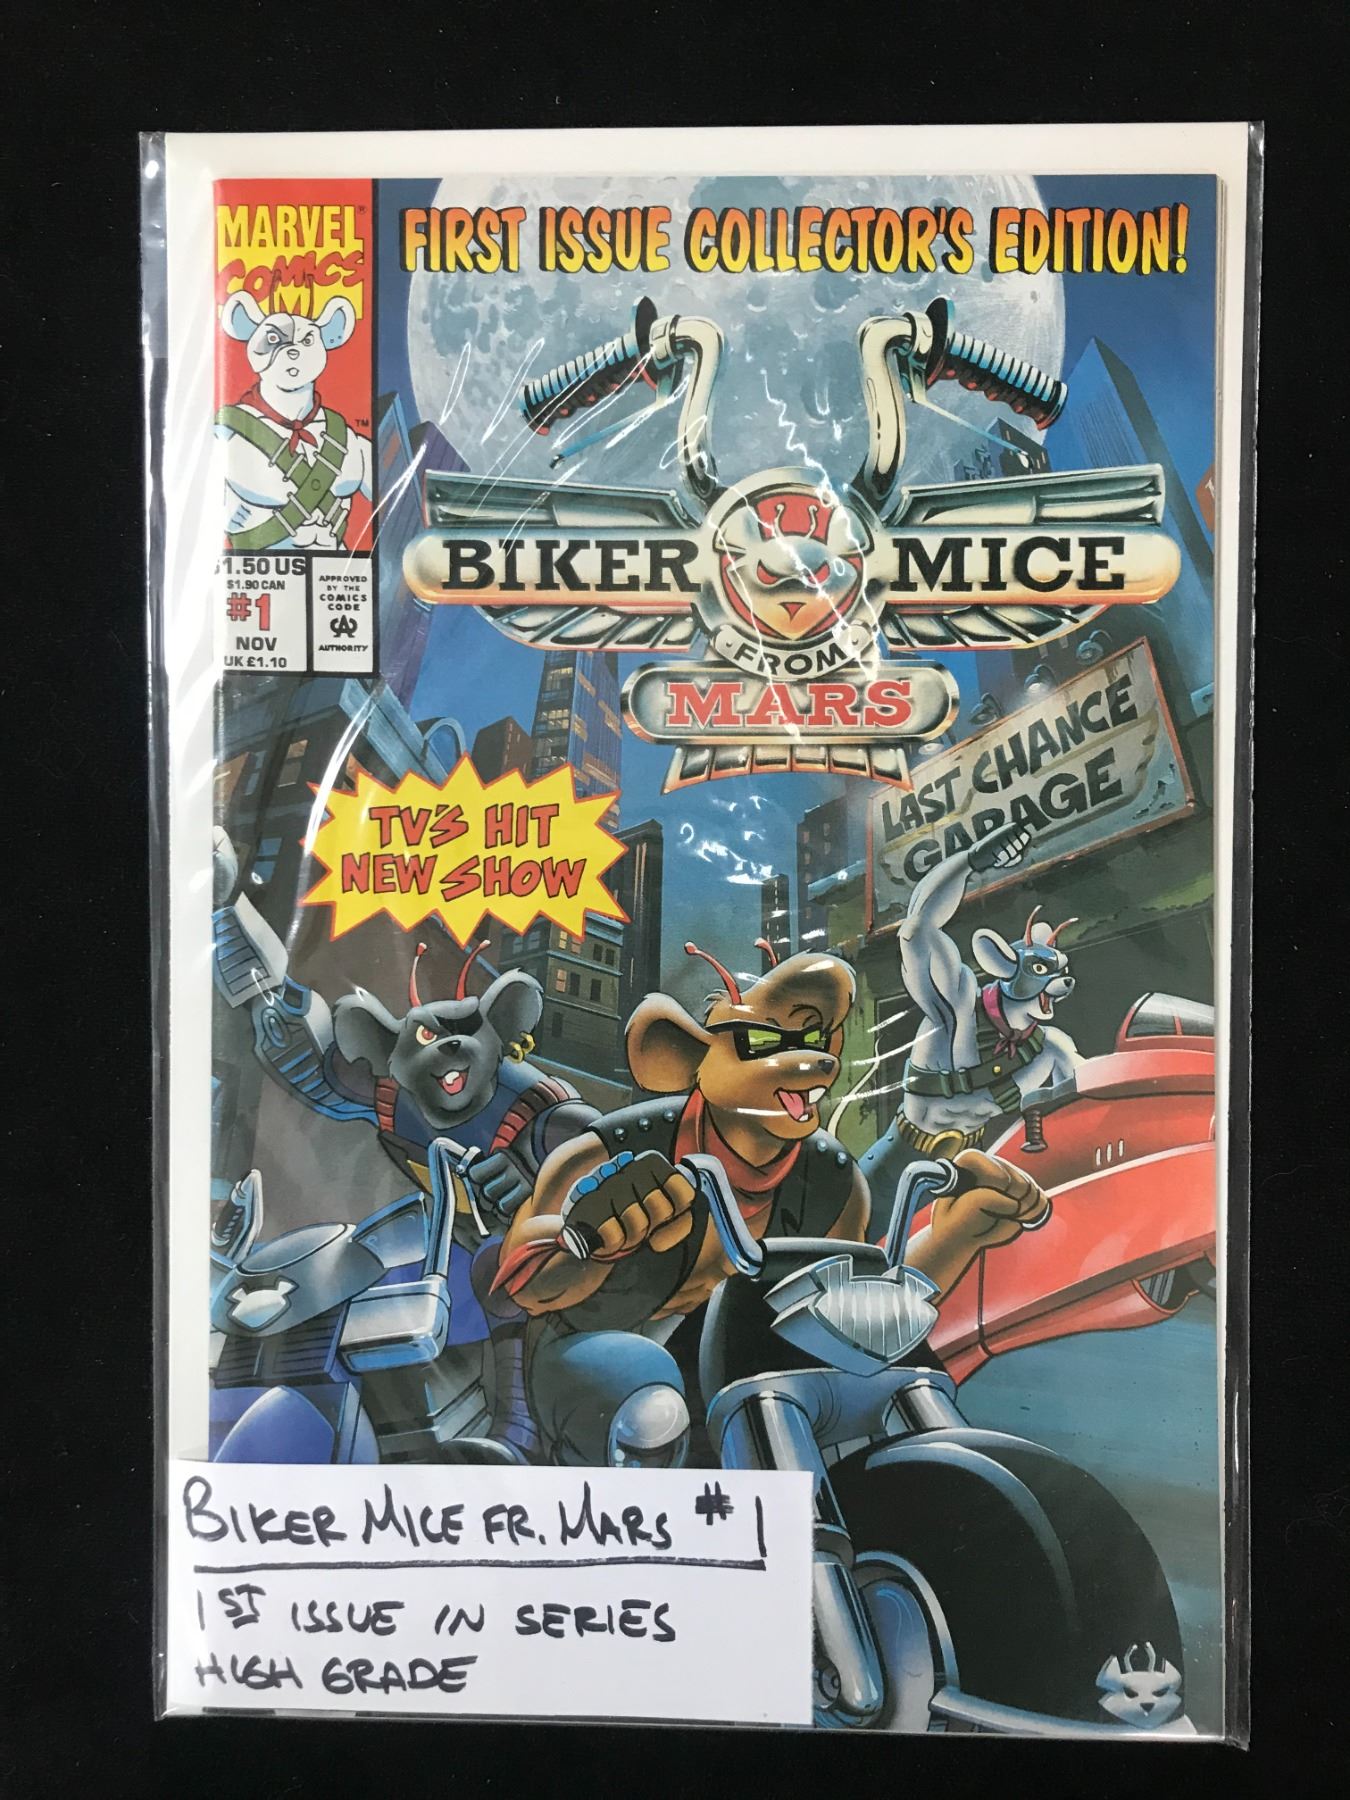 MARVEL®
COMICS
TM
$1.50 US
$1.90 CAN
#1
NOV
UK £1.10
APPROVED
BY THE
COMICS
CODE
CA
AUTHORITY
FIRST ISSUE COLLECTOR'S EDITION!
BIKER MICE
FROM
MARS
LAST CHANCE
GARAGE
TV'S HIT
NEW SHOW
BIKER MICE FR. MARS #1
1ST ISSUE IN SERIES
HIGH GRADE